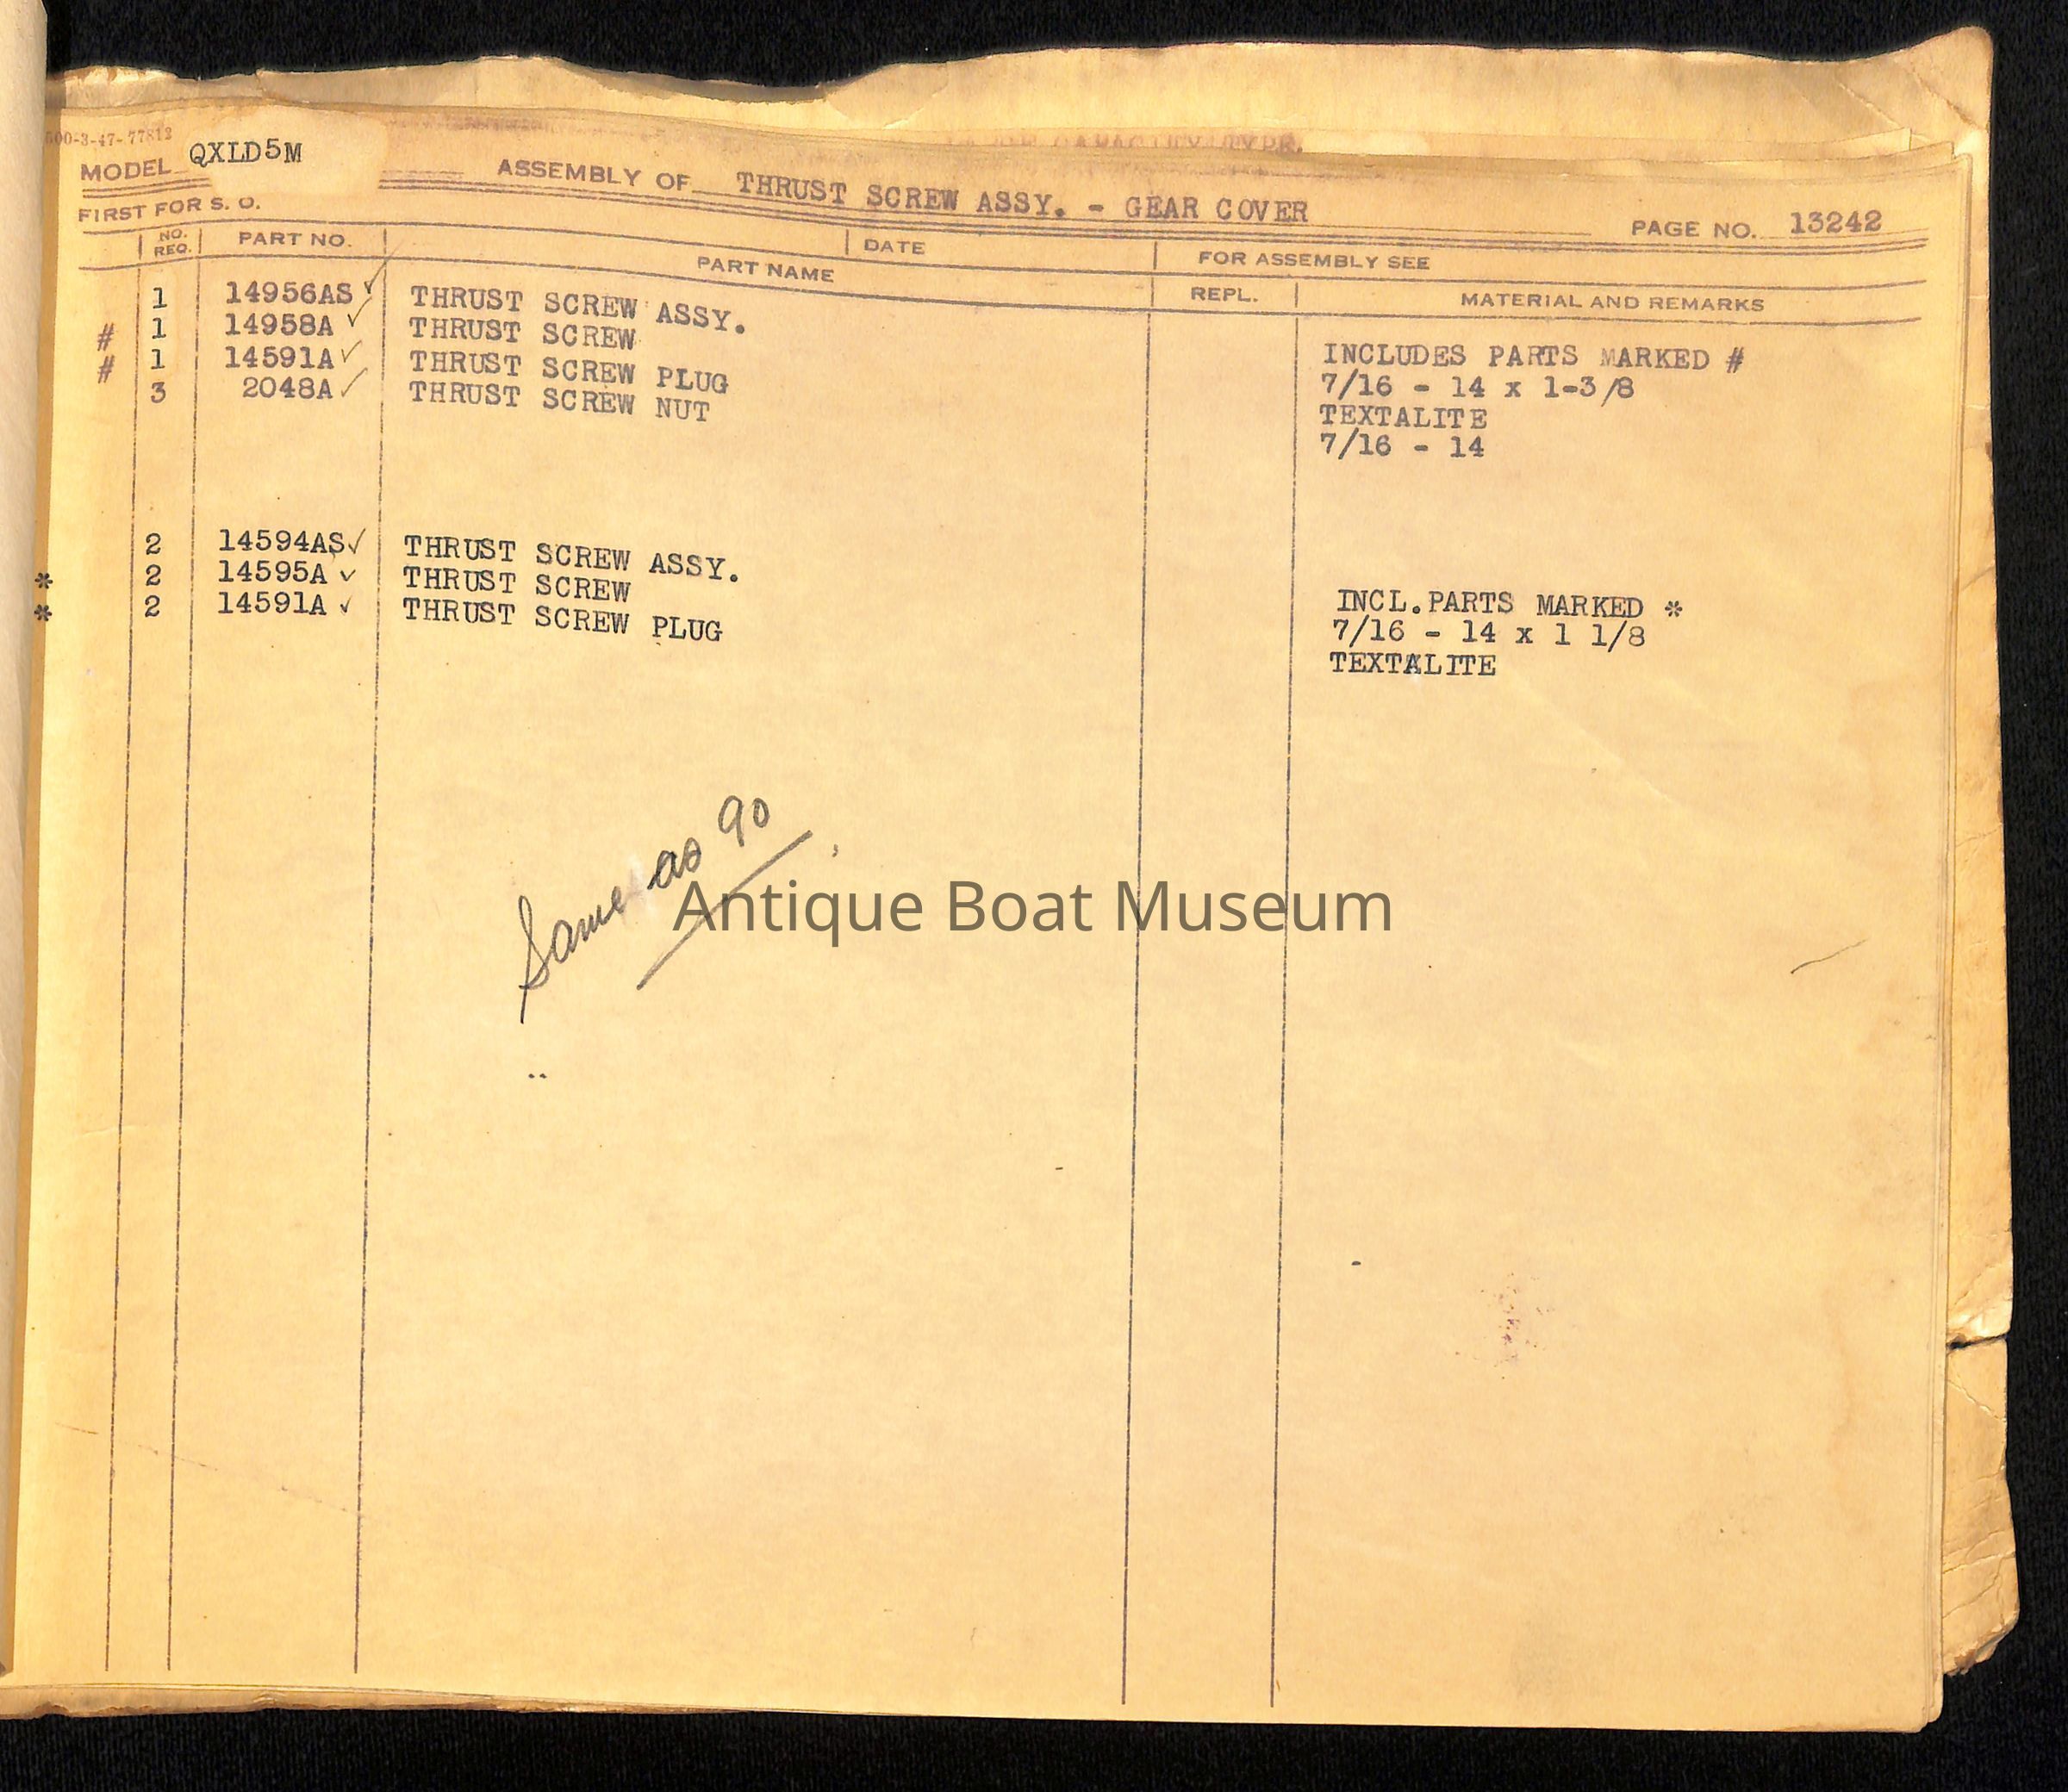 CAPACITY TYPE.
MODEL QXLD5M ASSEMBLY OF THRUST SCREW ASSY. - GEAR COVER PAGE NO. 13242
FIRST FOR S. O. DATE FOR ASSEMBLY SEE
NO. REQ. PART NO. PART NAME REPL. MATERIAL AND REMARKS
1 14956AS ✓ THRUST SCREW ASSY. INCLUDES PARTS MARKED #
# 1 14958A ✓ THRUST SCREW 7/16 - 14 x 1-3/8
# 1 14591A ✓ THRUST SCREW PLUG TEXTALITE
3 2048A ✓ THRUST SCREW NUT 7/16 - 14
2 14594AS ✓ THRUST SCREW ASSY. INCL.PARTS MARKED *
* 2 14595A ✓ THRUST SCREW 7/16 - 14 x 1 1/8
* 2 14591A ✓ THRUST SCREW PLUG TEXTALITE
Same as 90
Antique Boat Museum